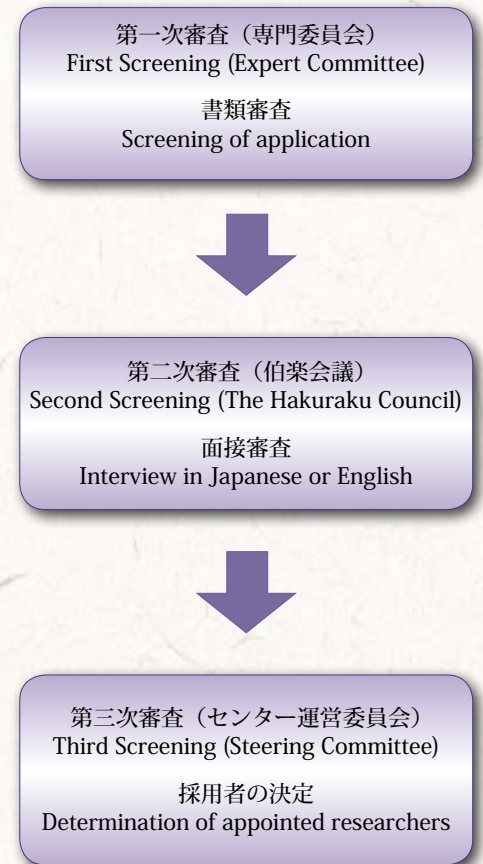 第一次審査（専門委員会）
First Screening (Expert Committee)
書類審査
Screening of application
第二次審査（伯楽会議）
Second Screening (The Hakuraku Council)
面接審査
Interview in Japanese or English
第三次審査（センター運営委員会）
Third Screening (Steering Committee)
採用者の決定
Determination of appointed researchers